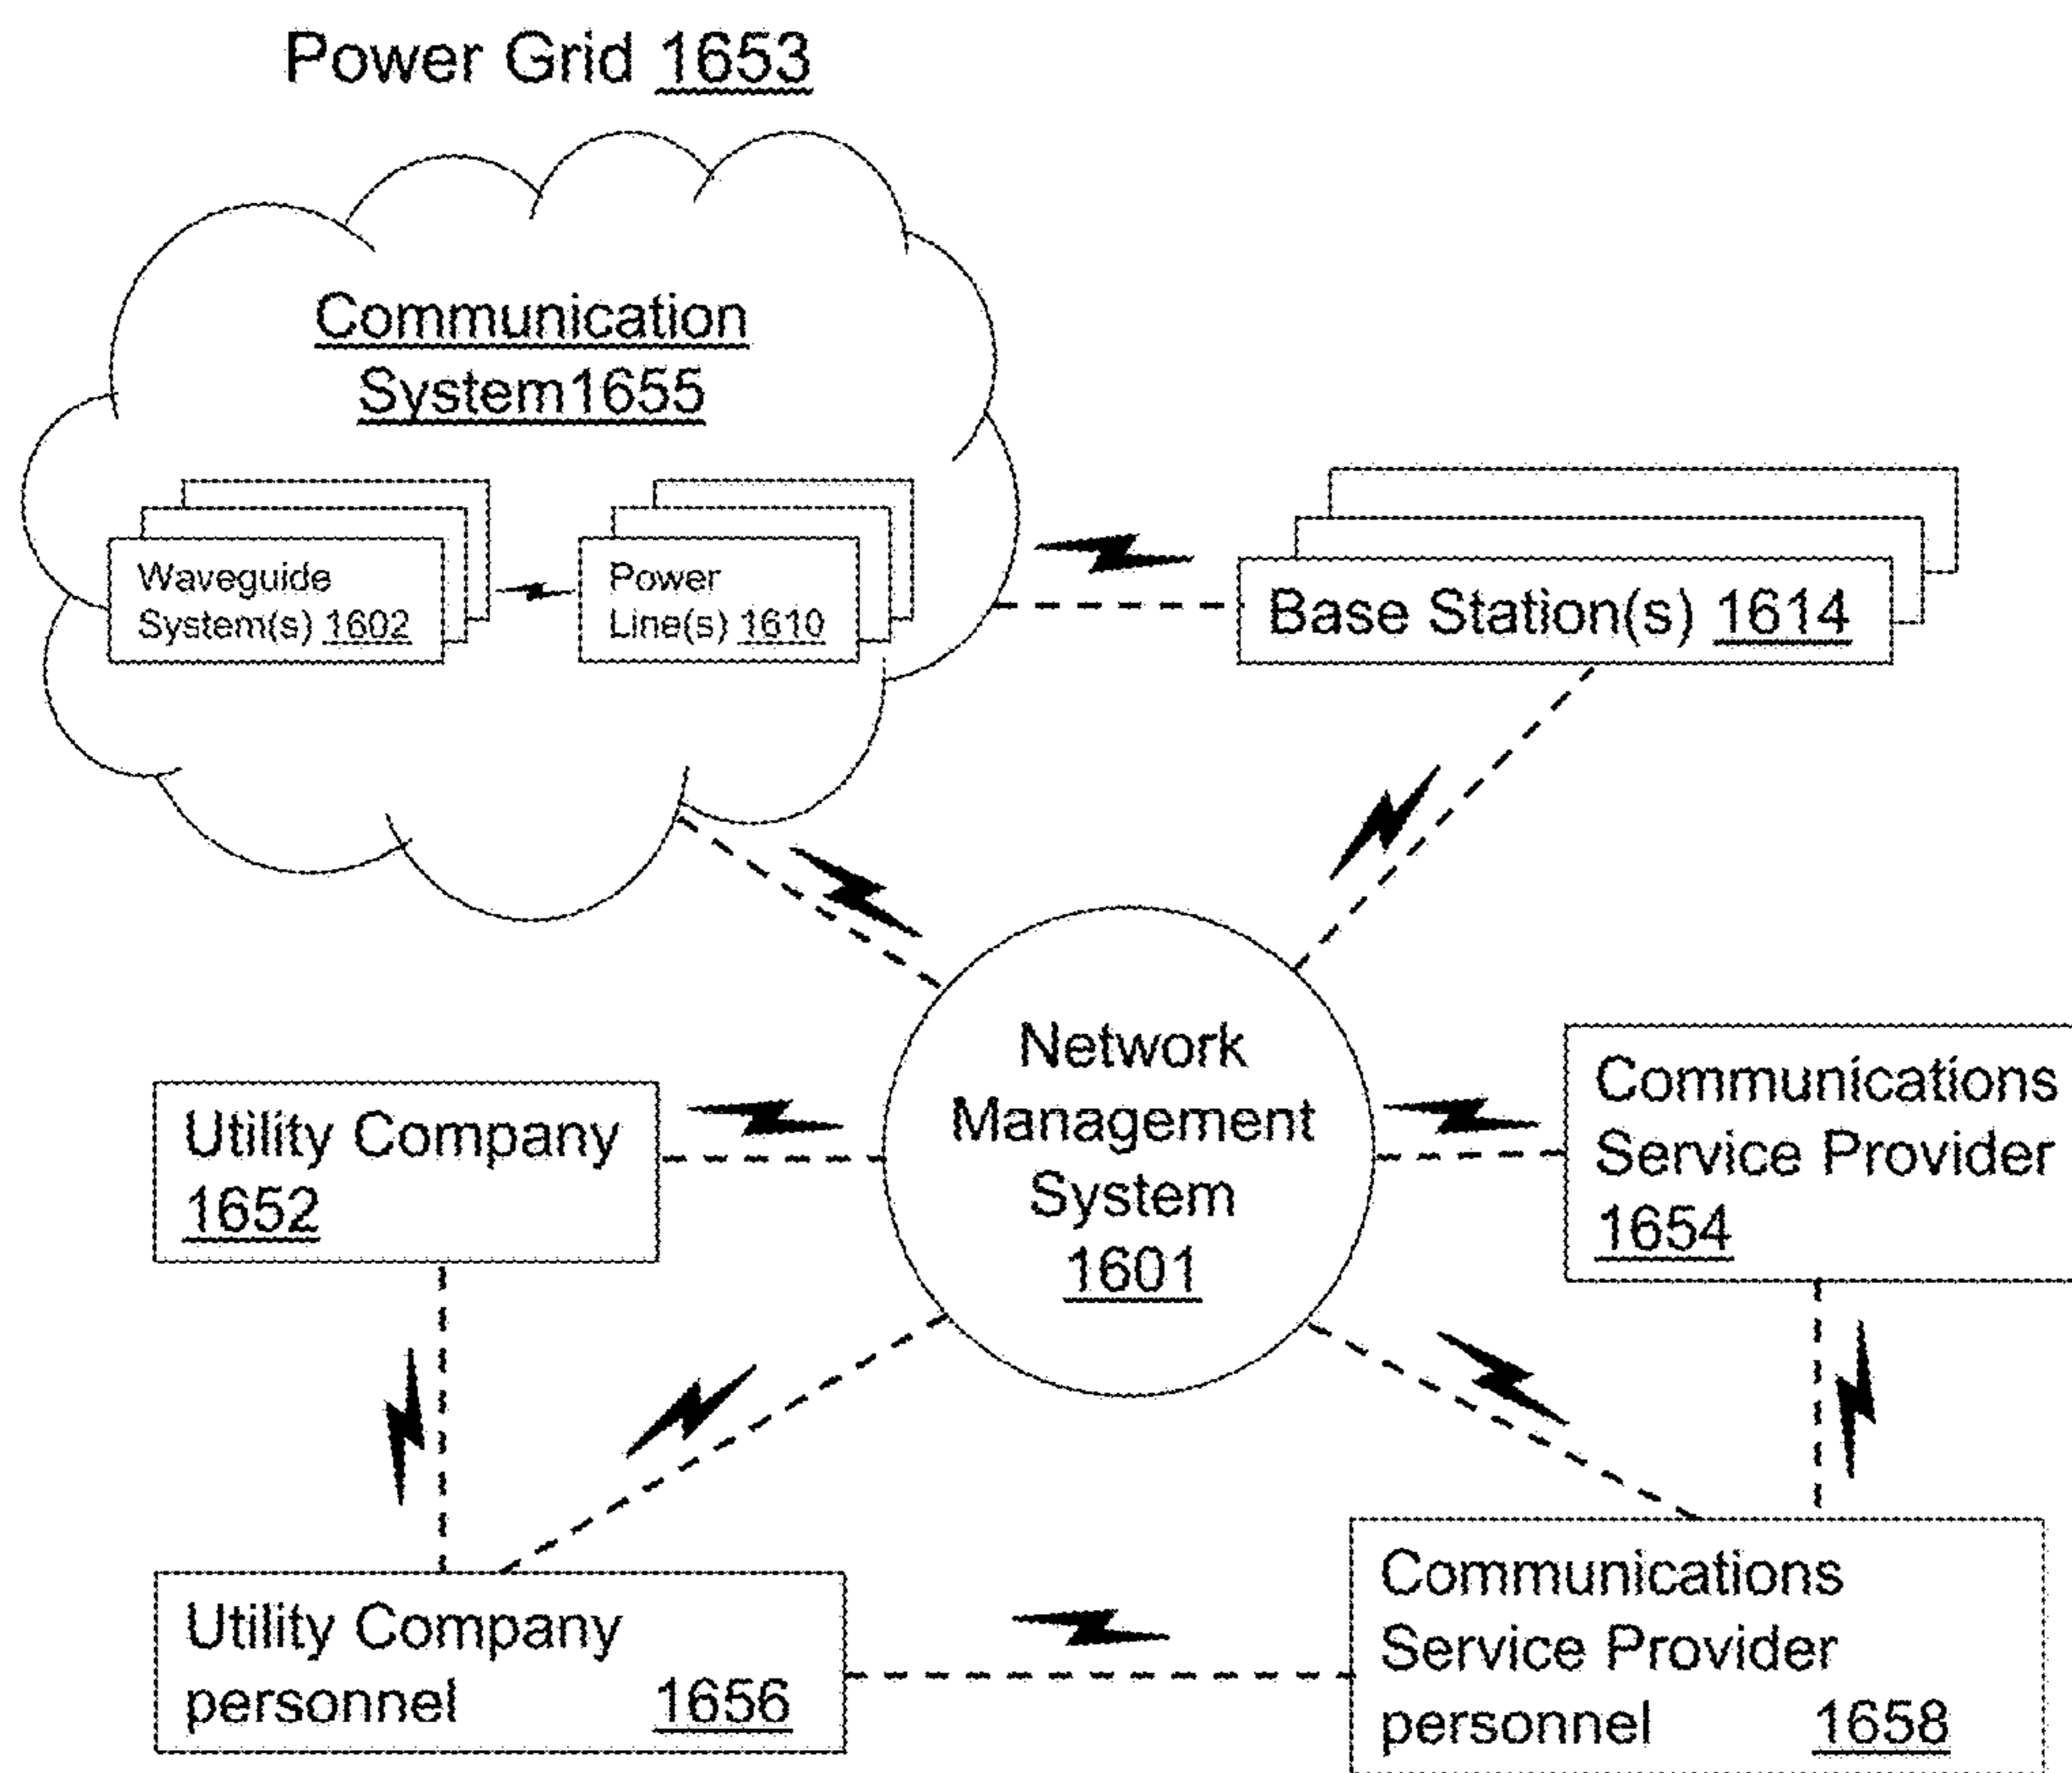 Power Grid 1653
Communication
System1655
Waveguide
System(s) 1602
Power
Line(s) 1610
Base Station(s) 1614
Network
Management
System
1601
Utility Company
1652
Communications
Service Provider
1654
Utility Company
personnel 1656
Communications
Service Provider
personnel 1658